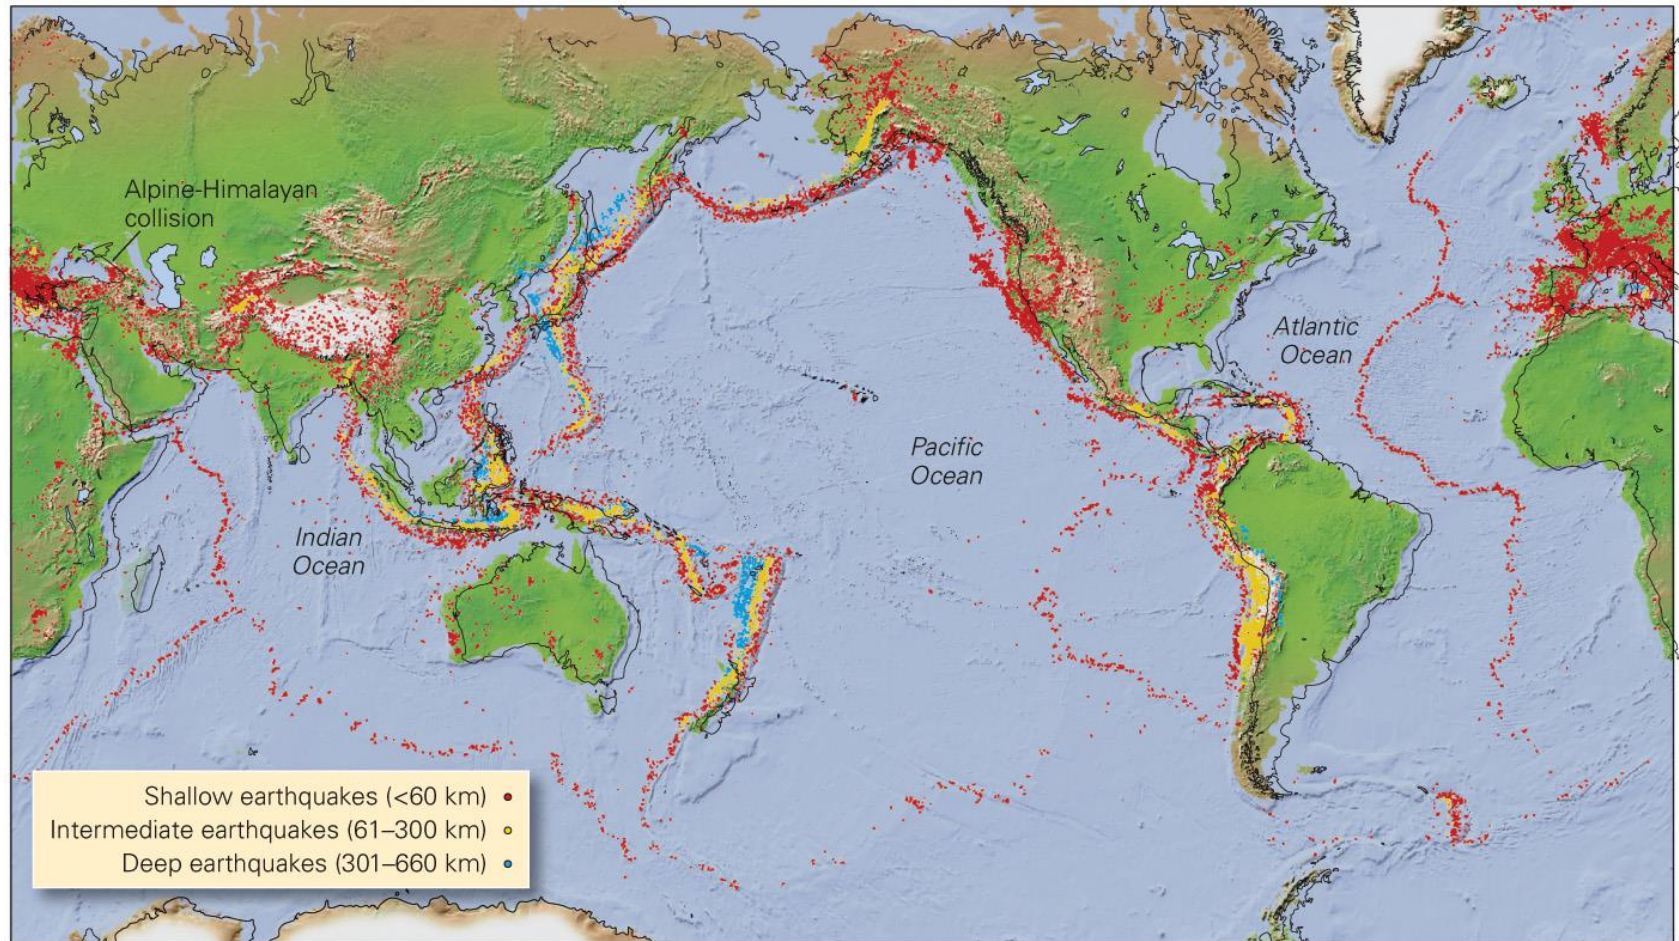 Alpine-Himalayan
collision
Atlantic
Ocean
Pacific
Ocean
Indian
Ocean
Shallow earthquakes (<60 km)
Intermediate earthquakes (61–300 km)
Deep earthquakes (301–660 km)